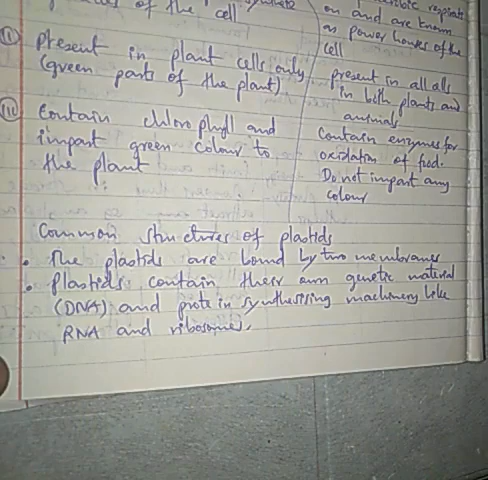 of the cell
on and are known
as power houses of the
cell
(ii) Present in plant cells only
(green parts of the plant).
present in all cells
in both plants and
animals
(iii) Contain chlorophyll and
impart green colour to
the plant
Contain enzymes for
oxidation of food.
Do not impart any
colour
Common structures of plastids
• The plastids are bound by two membranes
• Plastids contain their own genetic material
(DNA) and protein synthesising machinery like
RNA and ribosomes.